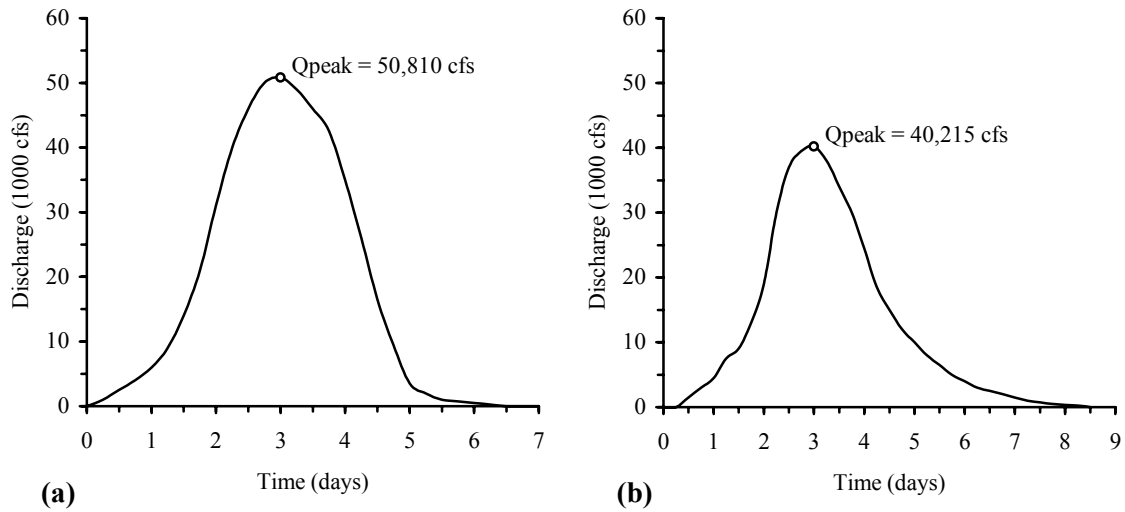 60
50
40
30
20
10
0
Discharge (1000 cfs)
Qpeak = 50,810 cfs
0 1 2 3 4 5 6 7
Time (days)
(a)
60
50
40
30
20
10
0
Discharge (1000 cfs)
Qpeak = 40,215 cfs
0 1 2 3 4 5 6 7 8 9
Time (days)
(b)